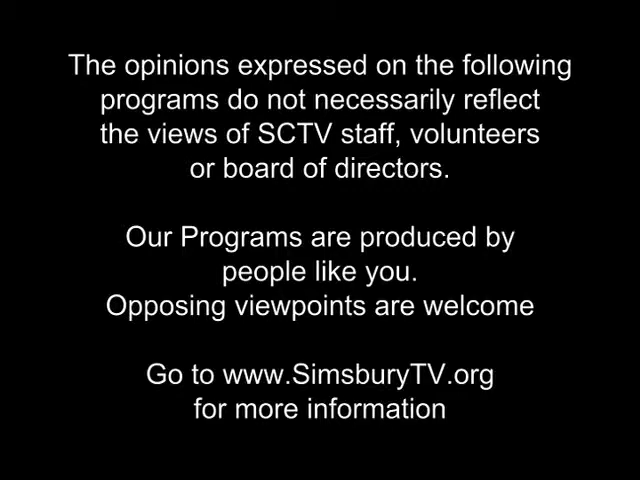 The opinions expressed on the following
programs do not necessarily reflect
the views of SCTV staff, volunteers
or board of directors.
Our Programs are produced by
people like you.
Opposing viewpoints are welcome
Go to www.SimsburyTV.org
for more information